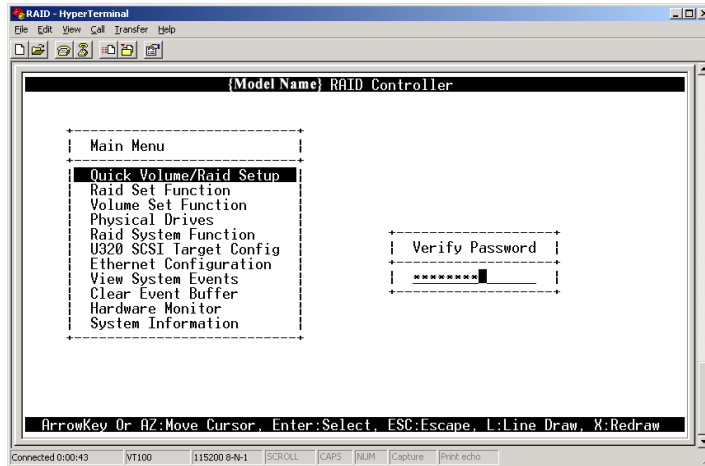 RAID - HyperTerminal
File Edit View Call Transfer Help
{Model Name} RAID Controller
Main Menu
Quick Volume/Raid Setup
Raid Set Function
Volume Set Function
Physical Drives
Raid System Function
U320 SCSI Target Config
Ethernet Configuration
View System Events
Clear Event Buffer
Hardware Monitor
System Information
Verify Password
********
ArrowKey Or AZ:Move Cursor, Enter:Select, ESC:Escape, L:Line Draw, X:Redraw
Connected 0:00:43 VT100 115200 8-N-1 SCROLL CAPS NUM Capture Print echo